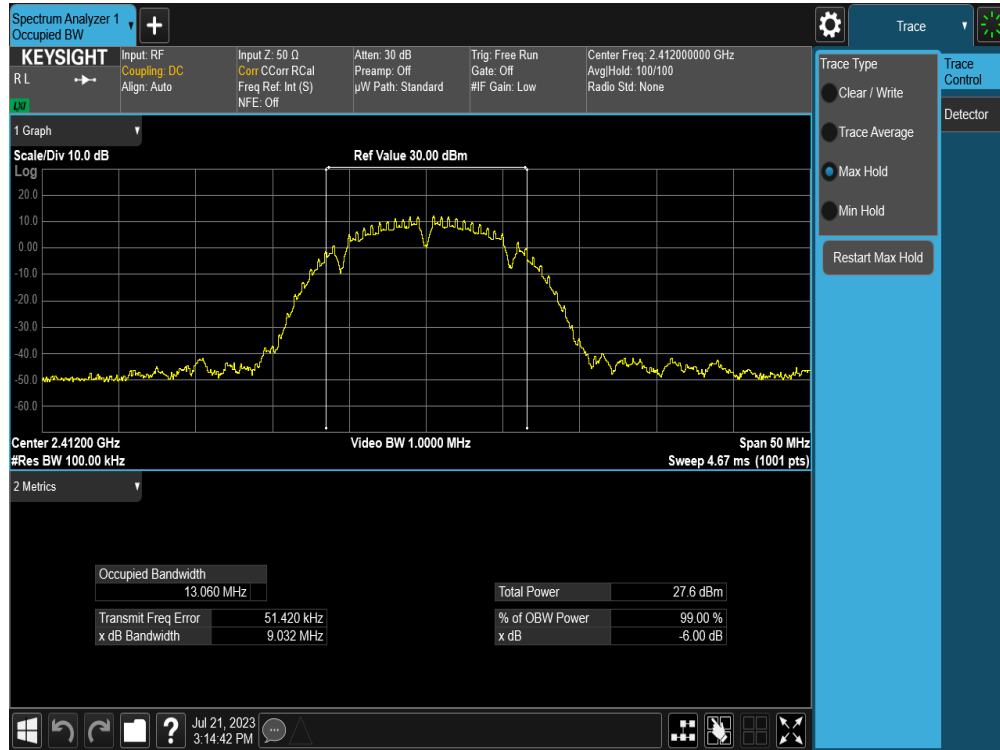 Spectrum Analyzer 1
Occupied BW
+
Trace
KEYSIGHT
R L
LXI
Input: RF
Coupling: DC
Align: Auto
Input Z: 50 Ω
Corr CCorr RCal
Freq Ref: Int (S)
NFE: Off
Atten: 30 dB
Preamp: Off
µW Path: Standard
Trig: Free Run
Gate: Off
#IF Gain: Low
Center Freq: 2.412000000 GHz
Avg|Hold: 100/100
Radio Std: None
Trace Type
Clear / Write
Trace Average
Max Hold
Min Hold
Restart Max Hold
Trace
Control
Detector
1 Graph
Scale/Div 10.0 dB
Ref Value 30.00 dBm
Log
20.0
10.0
0.00
-10.0
-20.0
-30.0
-40.0
-50.0
-60.0
Center 2.41200 GHz
Video BW 1.0000 MHz
Span 50 MHz
#Res BW 100.00 kHz
Sweep 4.67 ms (1001 pts)
2 Metrics
Occupied Bandwidth
13.060 MHz
Transmit Freq Error 51.420 kHz
x dB Bandwidth 9.032 MHz
Total Power 27.6 dBm
% of OBW Power 99.00 %
x dB -6.00 dB
?
Jul 21, 2023
3:14:42 PM